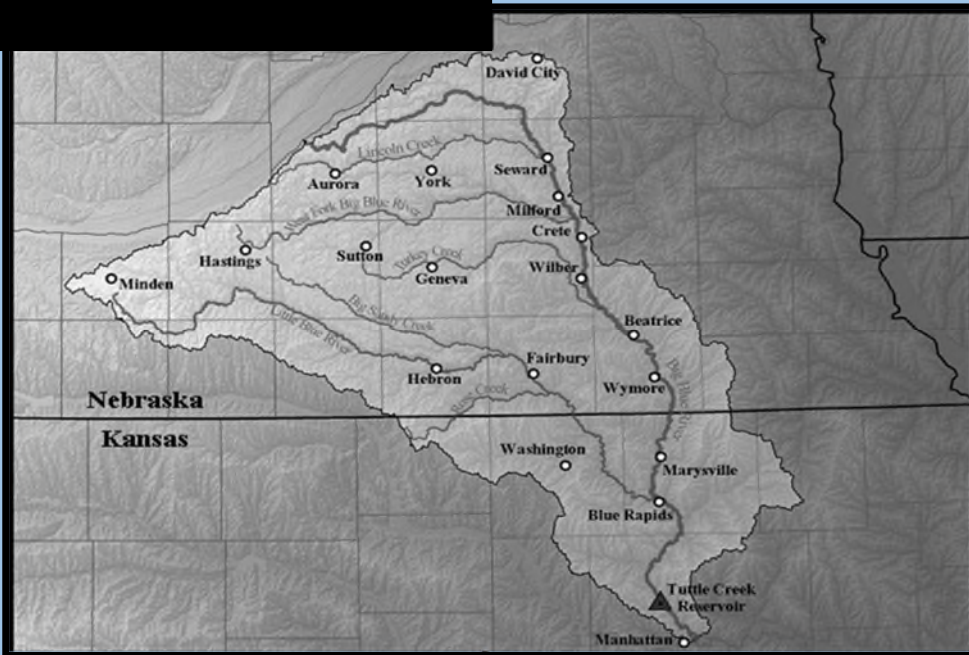 David City
Lincoln Creek
Seward
Aurora
York
West Fork Big Blue River
Milford
Crete
Hastings
Sutton
Turkey Creek
Geneva
Wilber
Minden
Big Sandy Creek
Little Blue River
Beatrice
Fairbury
Hebron
Wymore
Big Blue River
Rose Creek
Nebraska
Kansas
Washington
Marysville
Blue Rapids
Tuttle Creek
Reservoir
Manhattan